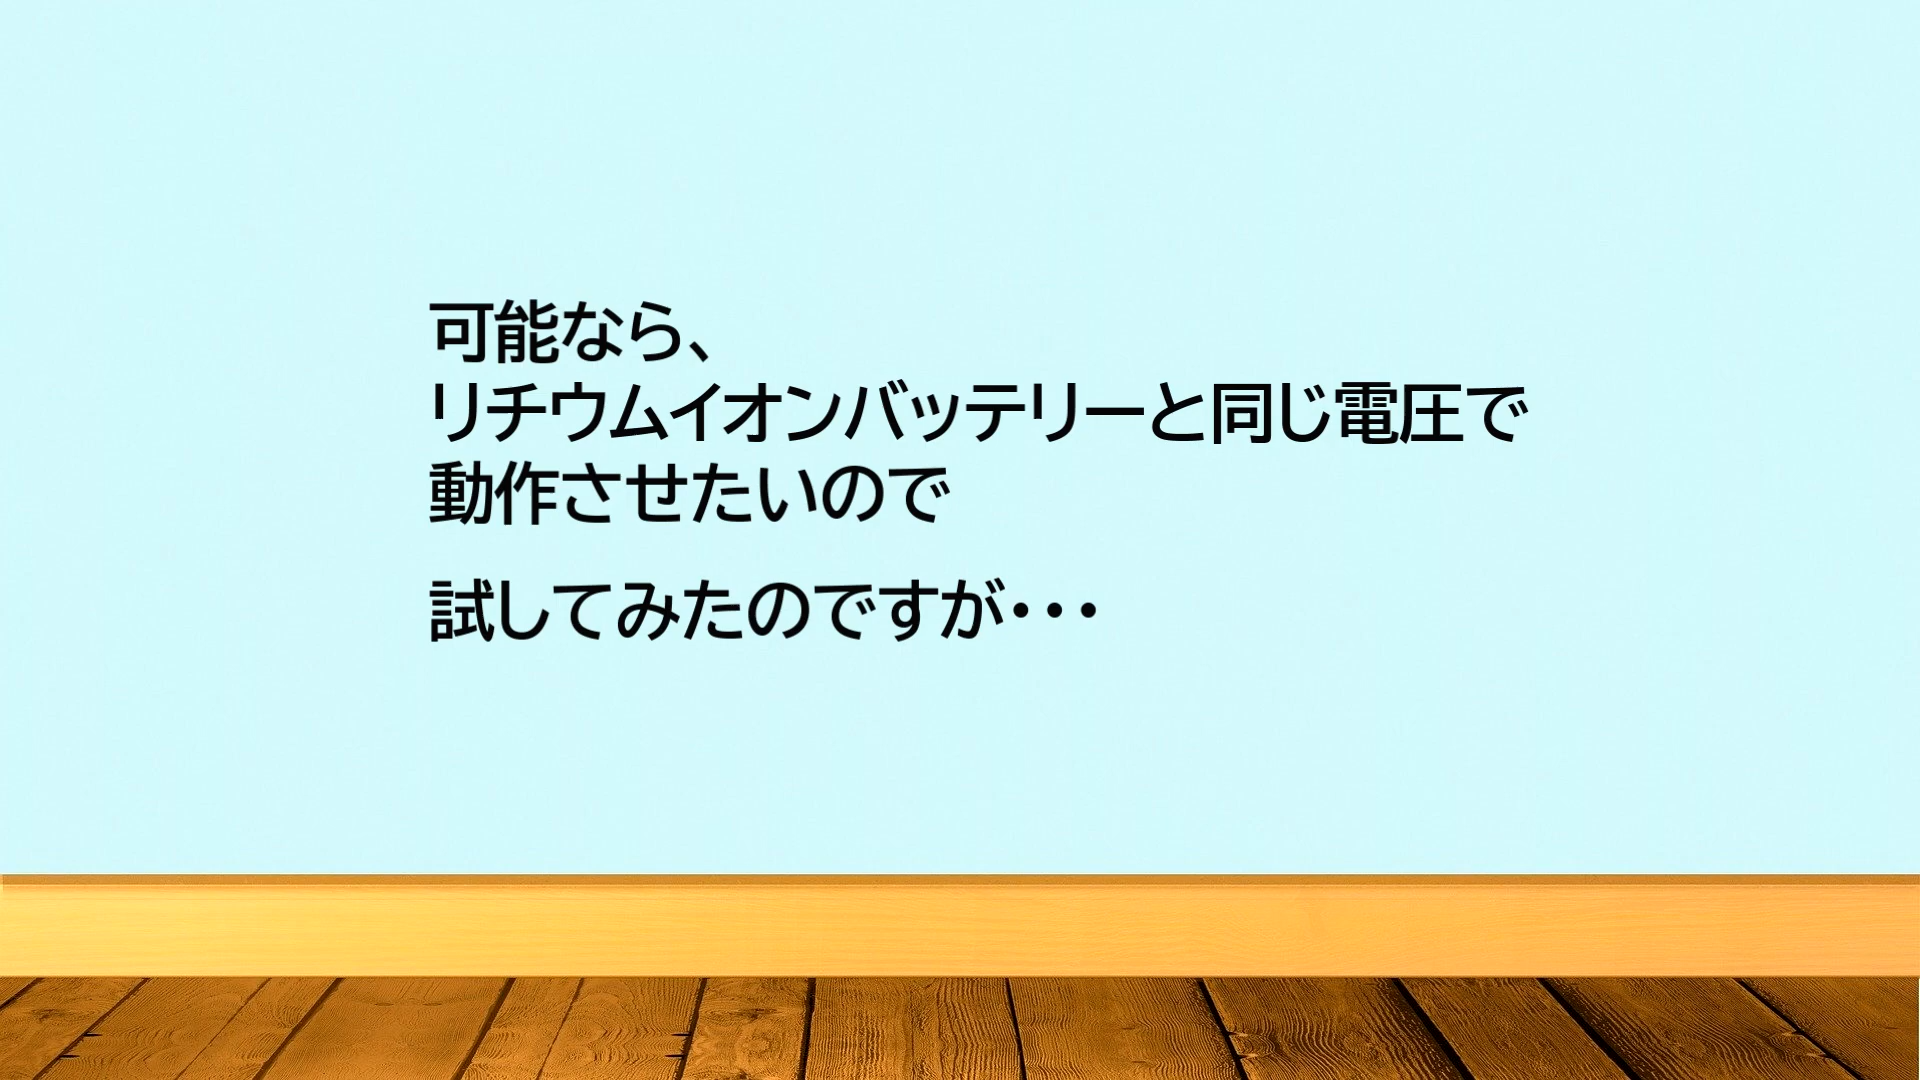 可能なら、
リチウムイオンバッテリーと同じ電圧で
動作させたいので
試してみたのですが・・・